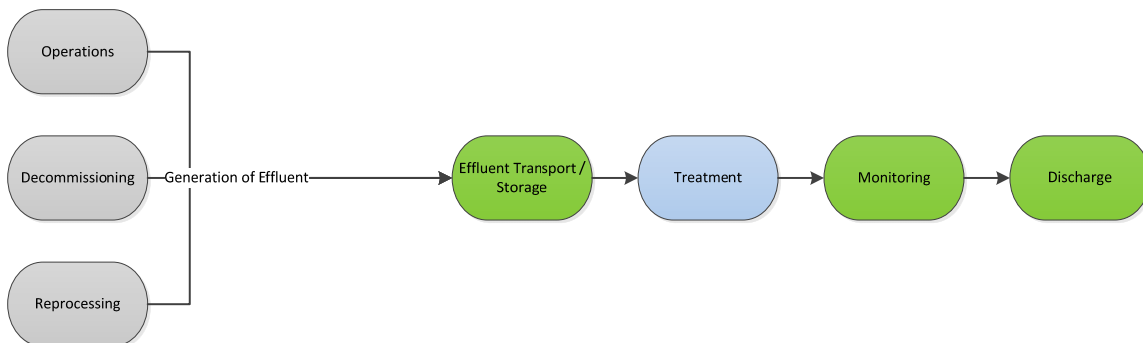 Operations
Decommissioning
Generation of Effluent
Effluent Transport /
Storage
Treatment
Monitoring
Discharge
Reprocessing